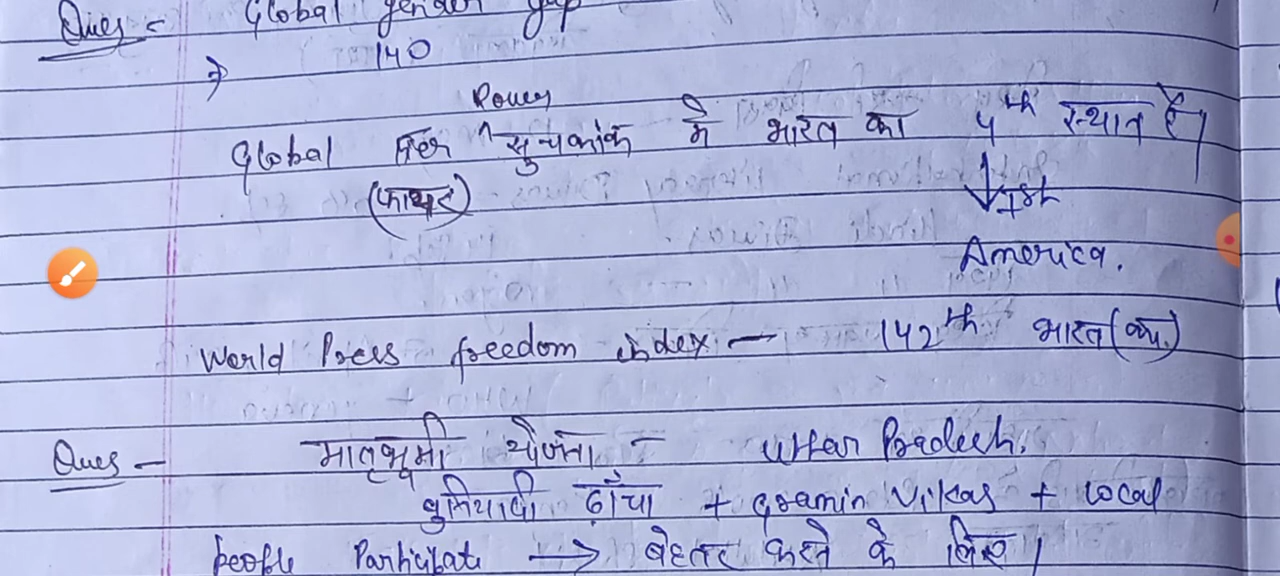 Ques - Global gender gap
⇒ 140
Power
Global फायर ^ सुचकांक मे भारत का 4th स्थान है।
(फायर)
↓ Ist
America.
World Press freedom index - 142th भारत (का)
Ques - मातृभूमी योजना - Uttar Pradesh.
बुनियादी ढाँचा + gramin vikas + local
people Participate → बेहतर करने के लिए।